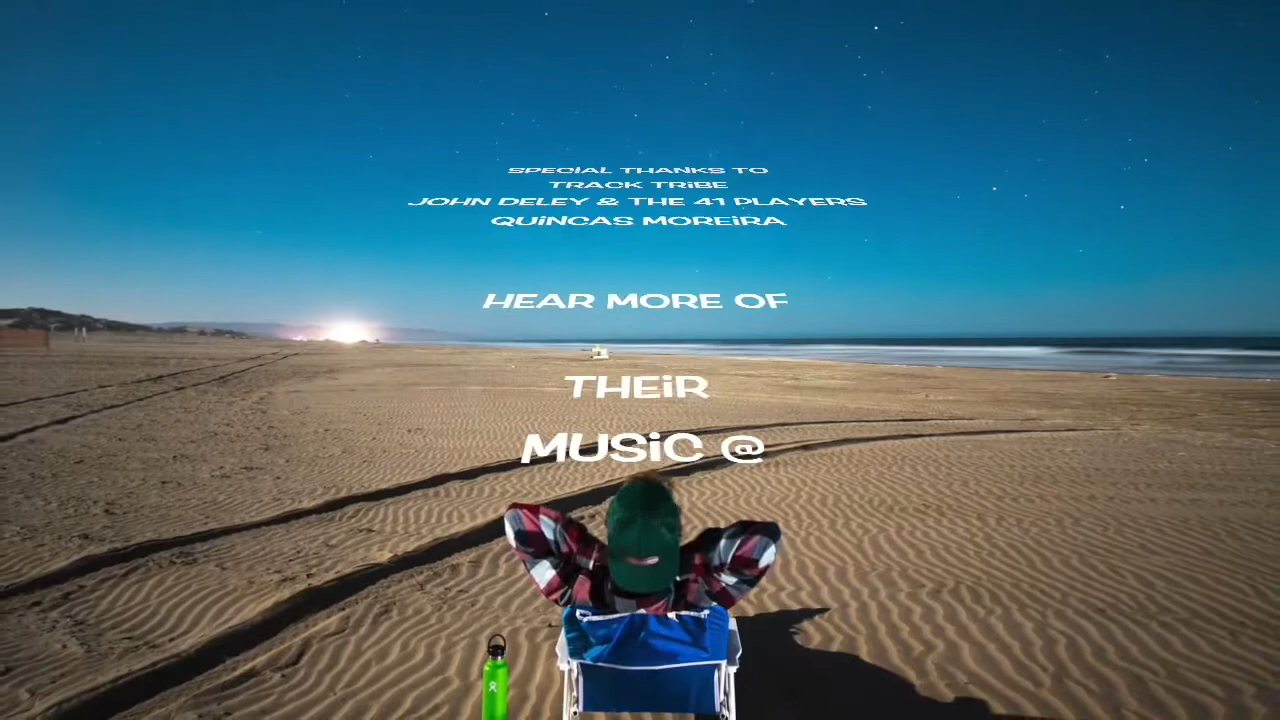 SPECiAL THANKS TO
TRACK TRiBE
JOHN DELEY & THE 41 PLAYERS
QUiNCAS MOREiRA
HEAR MORE OF
THEiR
MUSiC @